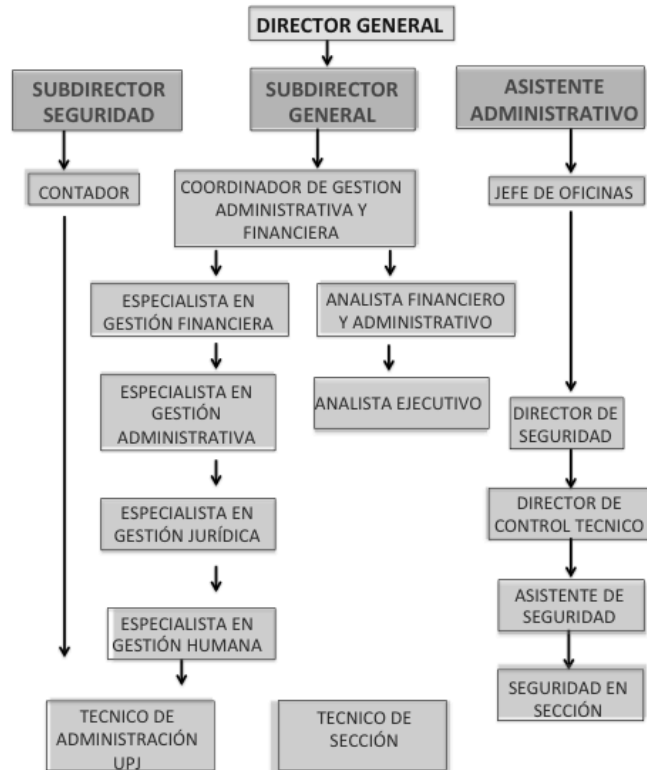 DIRECTOR GENERAL
SUBDIRECTOR
SEGURIDAD
SUBDIRECTOR
GENERAL
ASISTENTE
ADMINISTRATIVO
CONTADOR
COORDINADOR DE GESTION
ADMINISTRATIVA Y
FINANCIERA
JEFE DE OFICINAS
ESPECIALISTA EN
GESTIÓN FINANCIERA
ANALISTA FINANCIERO
Y ADMINISTRATIVO
ESPECIALISTA EN
GESTIÓN
ADMINISTRATIVA
ANALISTA EJECUTIVO
DIRECTOR DE
SEGURIDAD
ESPECIALISTA EN
GESTIÓN JURÍDICA
DIRECTOR DE
CONTROL TECNICO
ASISTENTE DE
SEGURIDAD
ESPECIALISTA EN
GESTIÓN HUMANA
SEGURIDAD EN
SECCIÓN
TECNICO DE
ADMINISTRACIÓN
UPJ
TECNICO DE
SECCIÓN